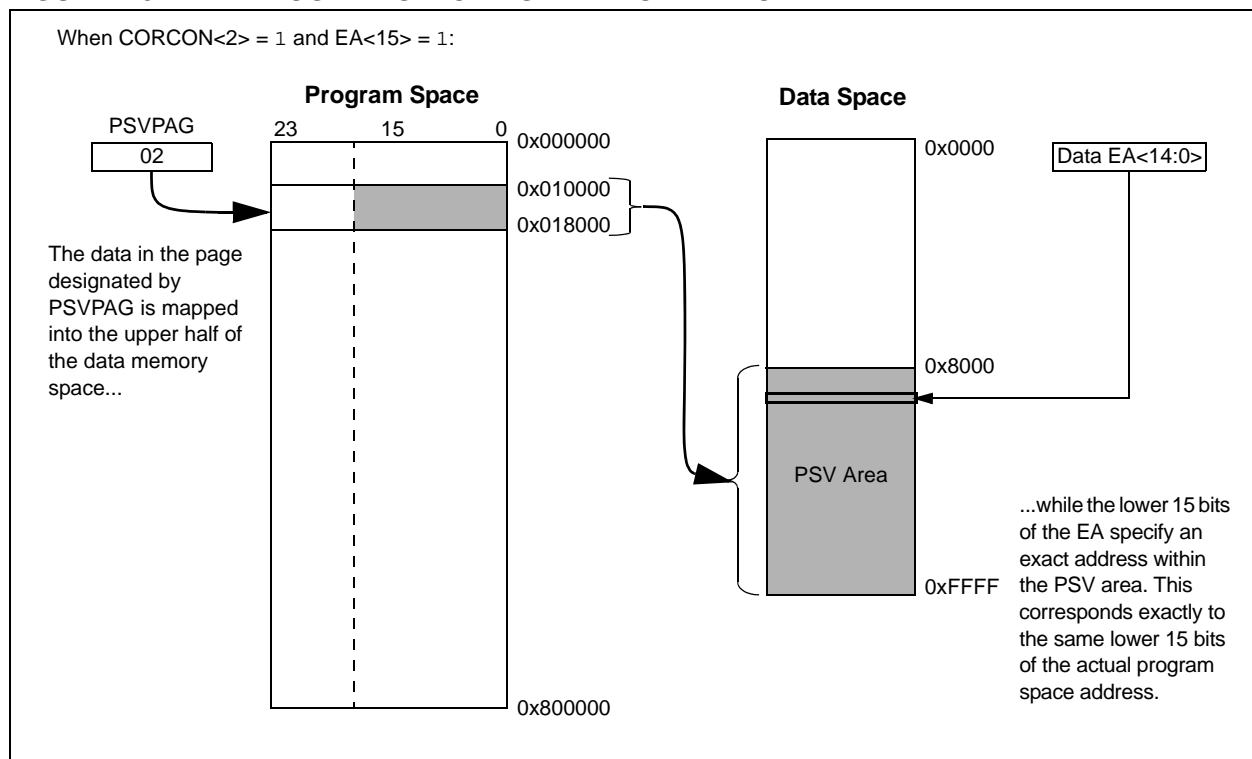 When CORCON<2> = 1 and EA<15> = 1:
Program Space
Data Space
PSVPAG
02
23 15 0
0x000000
0x010000
0x018000
0x800000
The data in the page
designated by
PSVPAG is mapped
into the upper half of
the data memory
space...
0x0000
0x8000
0xFFFF
PSV Area
Data EA<14:0>
...while the lower 15 bits
of the EA specify an
exact address within
the PSV area. This
corresponds exactly to
the same lower 15 bits
of the actual program
space address.